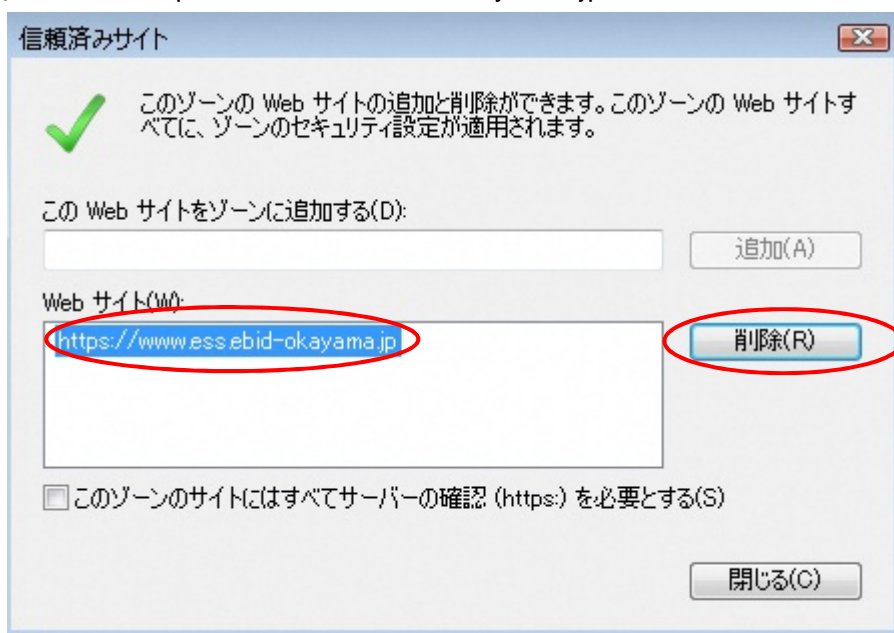 信頼済みサイト
このゾーンの Web サイトの追加と削除ができます。このゾーンの Web サイトす
べてに、ゾーンのセキュリティ設定が適用されます。
この Web サイトをゾーンに追加する(D):
追加(A)
Web サイト(W):
https://www.ess.ebid-okayama.jp
削除(R)
このゾーンのサイトにはすべてサーバーの確認 (https:) を必要とする(S)
閉じる(C)